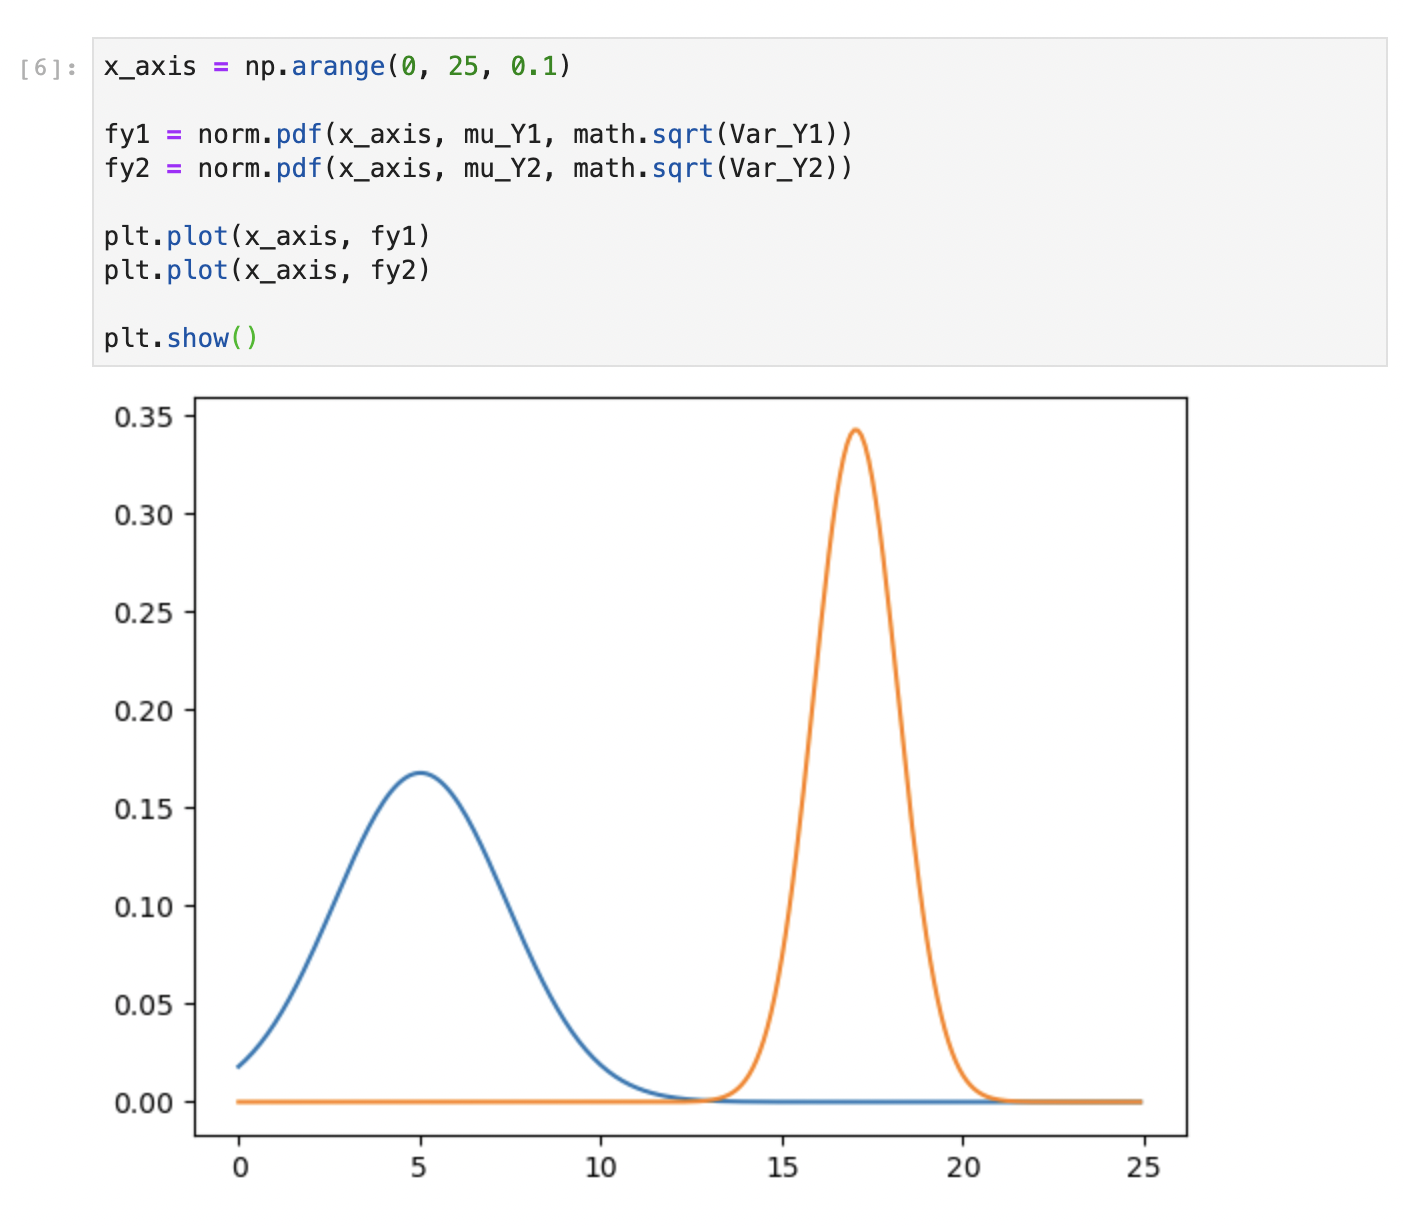 [6]:
x_axis = np.arange(0, 25, 0.1)
fy1 = norm.pdf(x_axis, mu_Y1, math.sqrt(Var_Y1))
fy2 = norm.pdf(x_axis, mu_Y2, math.sqrt(Var_Y2))
plt.plot(x_axis, fy1)
plt.plot(x_axis, fy2)
plt.show()
0.35
0.30
0.25
0.20
0.15
0.10
0.05
0.00
0 5 10 15 20 25